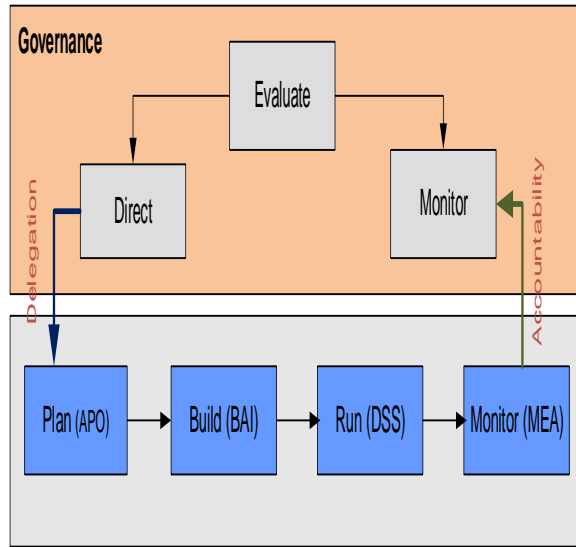 Governance
Evaluate
Direct
Monitor
Delegation
Accountability
Plan (APO)
Build (BAI)
Run (DSS)
Monitor (MEA)